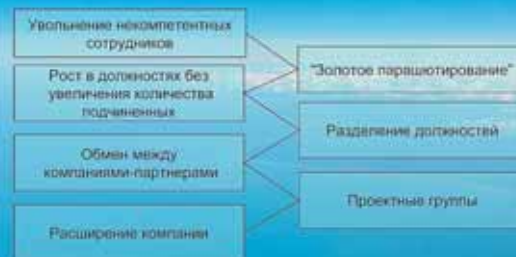 Увольнение некомпетентных
сотрудников
Рост в должностях без
увеличения количества
подчиненных
Обмен между
компаниями-партнерами
Расширение компании
"Золотое парашютирование"
Разделение должностей
Проектные группы